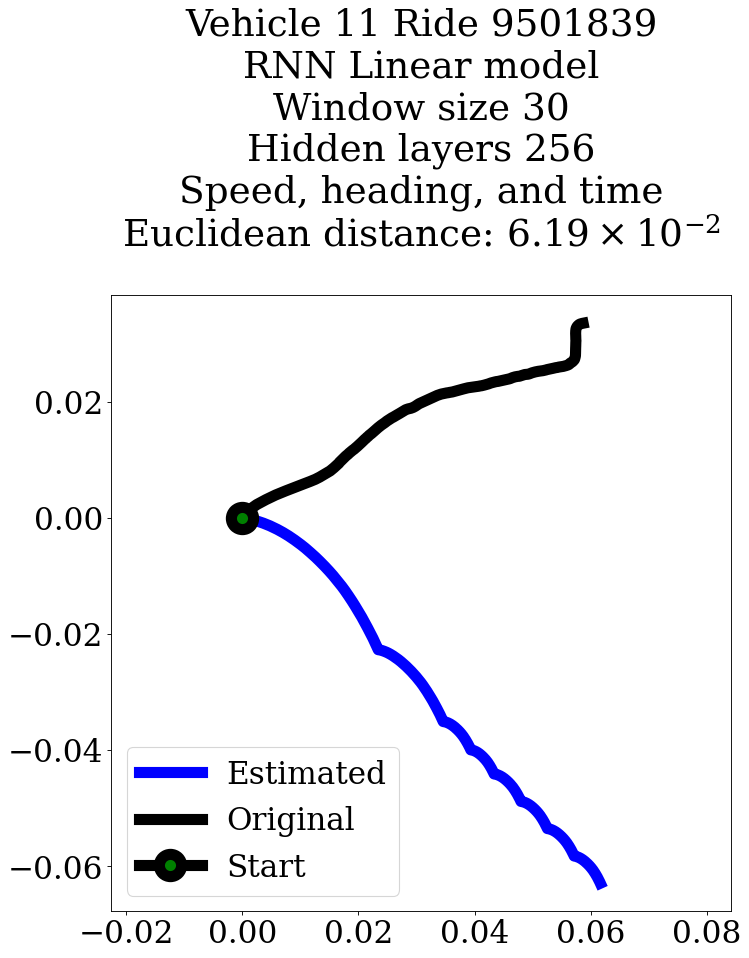 Vehicle 11 Ride 9501839
RNN Linear model
Window size 30
Hidden layers 256
Speed, heading, and time
Euclidean distance: 6.19 × 10⁻²
0.02
0.00
−0.02
−0.04
−0.06
Estimated
Original
Start
−0.02 0.00 0.02 0.04 0.06 0.08